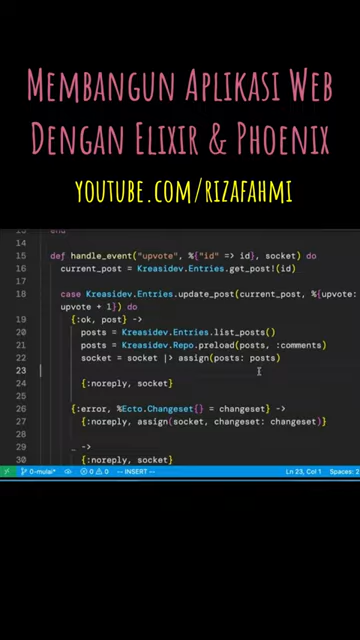 Membangun Aplikasi Web
Dengan Elixir & Phoenix
youtube.com/rizafahmi
13 end
14
15 def handle_event("upvote", %{"id" => id}, socket) do
16 current_post = Kreasidev.Entries.get_post!(id)
17
18 case Kreasidev.Entries.update_post(current_post, %{upvote:
upvote + 1}) do
19 {:ok, post} ->
20 posts = Kreasidev.Entries.list_posts()
21 posts = Kreasidev.Repo.preload(posts, :comments)
22 socket = socket |> assign(posts: posts)
23
24 {:noreply, socket}
25
26 {:error, %Ecto.Changeset{} = changeset} ->
27 {:noreply, assign(socket, changeset: changeset)}
28
29 _ ->
30 {:noreply, socket}
0-mulai* 0 0 -- INSERT -- Ln 23, Col 1 Spaces: 2